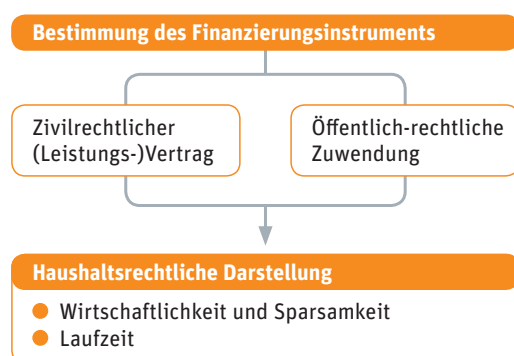 Bestimmung des Finanzierungsinstruments
Zivilrechtlicher
(Leistungs-)Vertrag
Öffentlich-rechtliche
Zuwendung
Haushaltsrechtliche Darstellung
Wirtschaftlichkeit und Sparsamkeit
Laufzeit